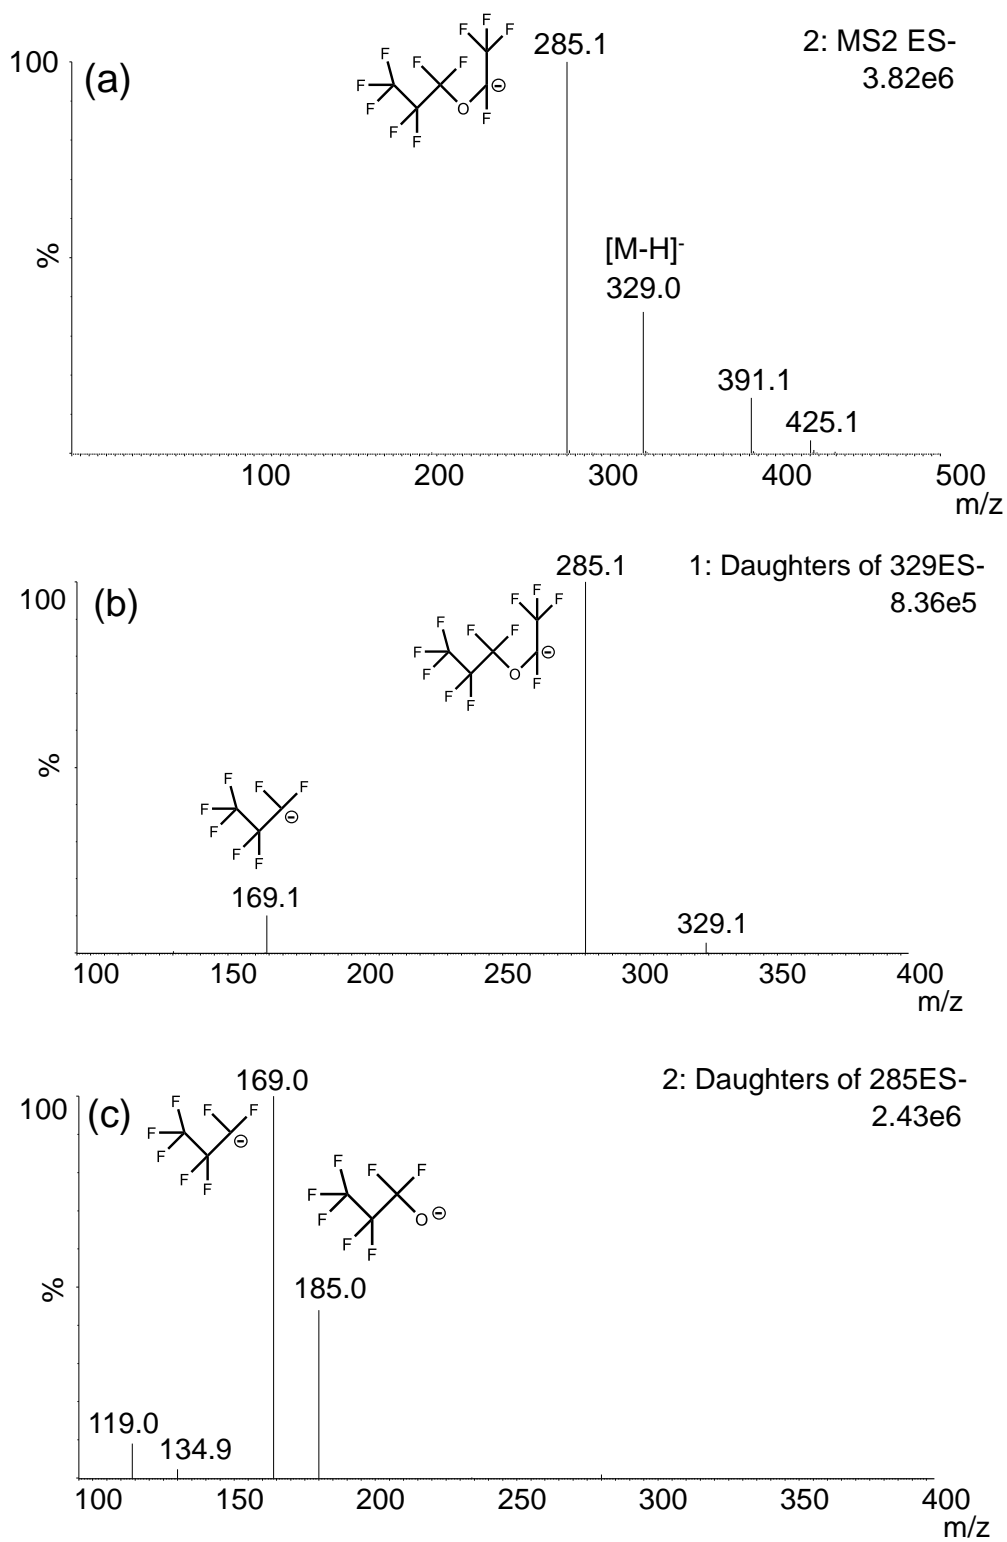 (a)
2: MS2 ES-
3.82e6
100
%
285.1
[M-H]-
329.0
391.1
425.1
F F F F F F F F F F F O ⊖
100 200 300 400 500
m/z
(b)
1: Daughters of 329ES-
8.36e5
100
%
285.1
F F F F F F F F F F F O ⊖
F F F F F F F ⊖
169.1
329.1
100 150 200 250 300 350 400
m/z
(c)
2: Daughters of 285ES-
2.43e6
100
%
169.0
F F F F F F F ⊖
F F F F F F F O ⊖
185.0
119.0
134.9
100 150 200 250 300 350 400
m/z